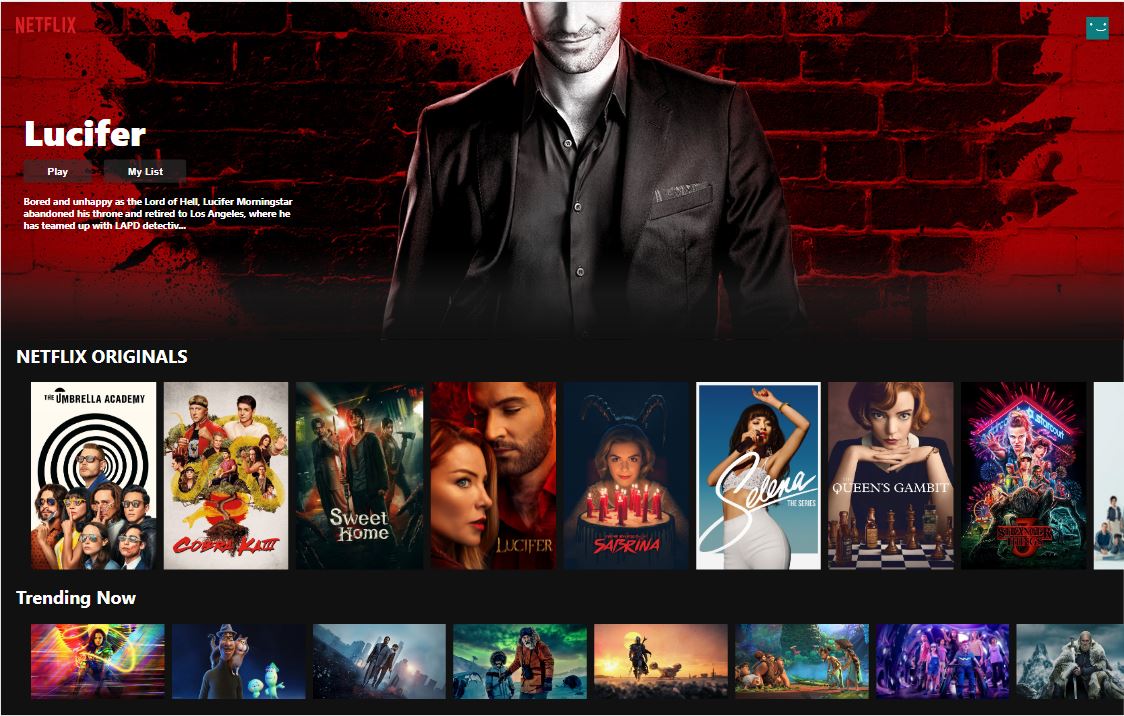 NETFLIX
Lucifer
Play
My List
Bored and unhappy as the Lord of Hell, Lucifer Morningstar
abandoned his throne and retired to Los Angeles, where he
has teamed up with LAPD detectiv...
NETFLIX ORIGINALS
THE UMBRELLA ACADEMY
COBRA KAI
Sweet
Home
LUCIFER
SABRINA
Selena
THE SERIES
QUEEN'S GAMBIT
starcourt
STRANGER
THINGS
3
Trending Now